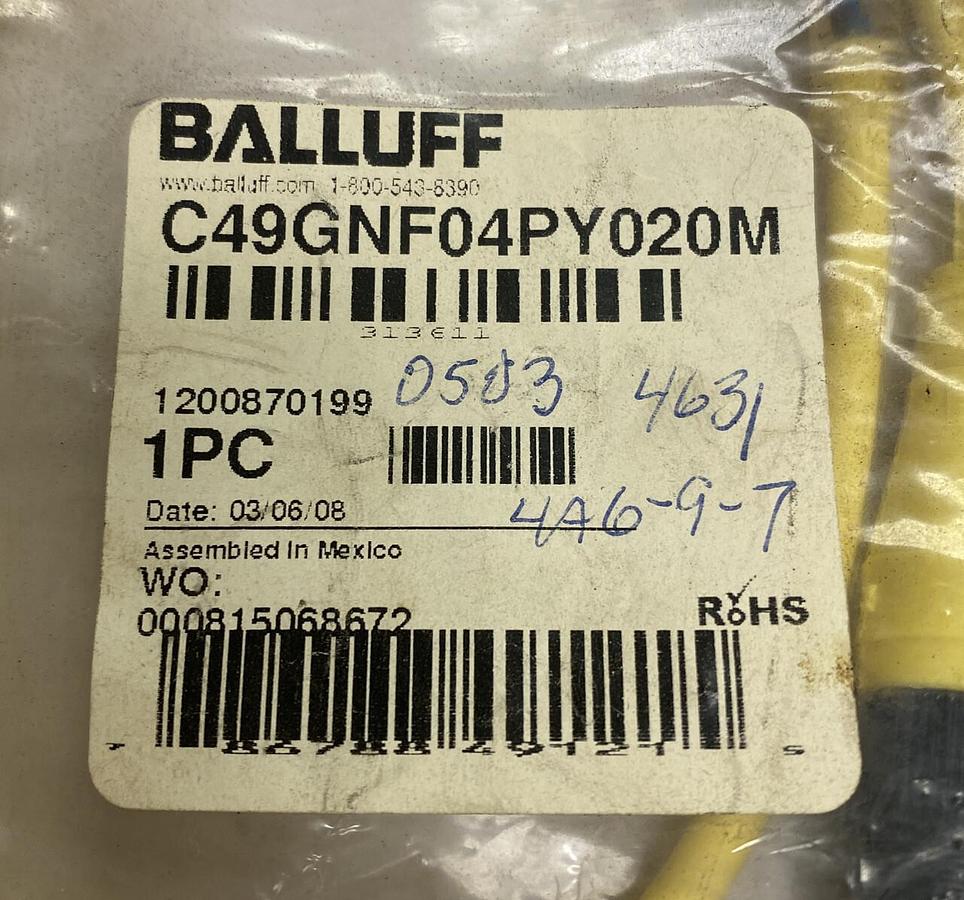 BALLUFF
www.balluff.com 1-800-543-8390
C49GNF04PY020M
313611
1200870199 0503 4631
1PC
4A6-9-7
Date: 03/06/08
Assembled In Mexico
WO:
000815068672
RoHS